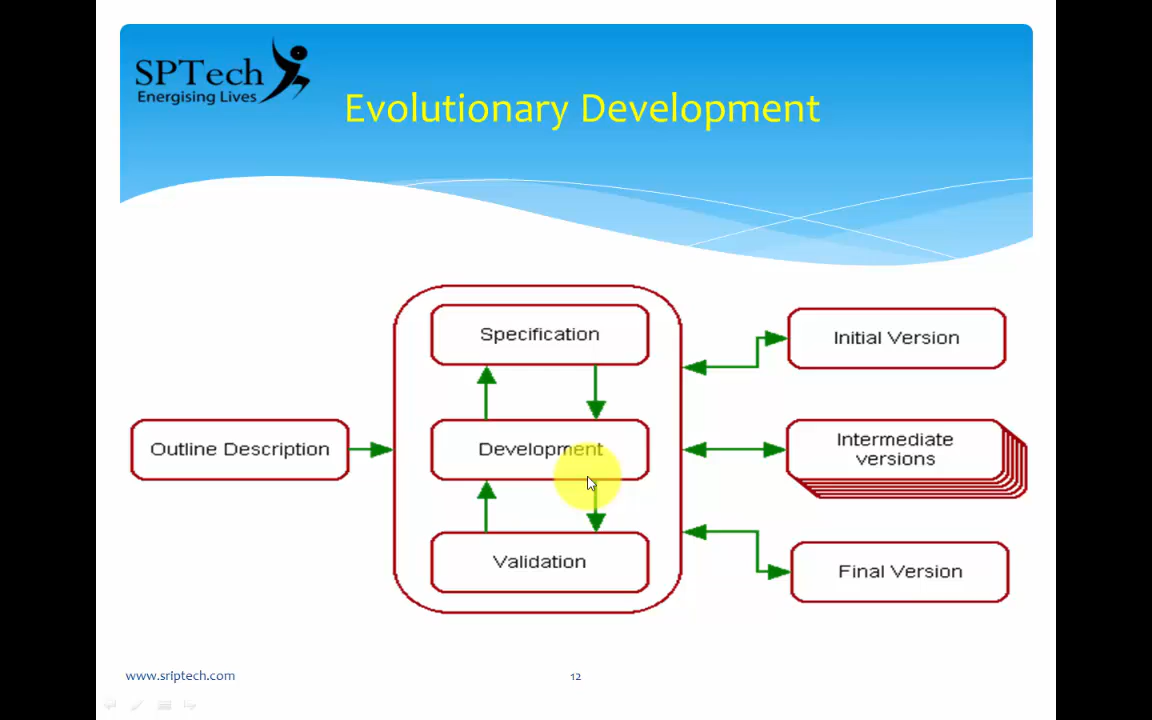 SPTech
Energising Lives
Evolutionary Development
Specification
Initial Version
Outline Description
Development
Intermediate
versions
Validation
Final Version
www.sriptech.com
12